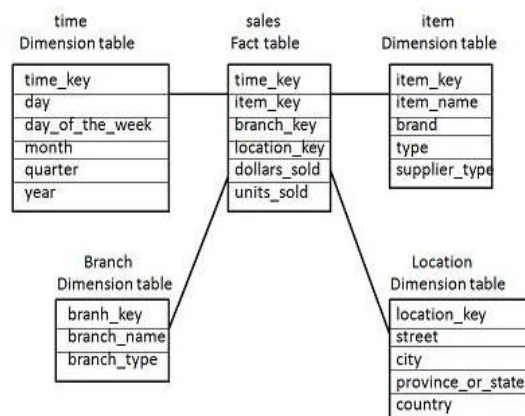 time
Dimension table
time_key
day
day_of_the_week
month
quarter
year
sales
Fact table
time_key
item_key
branch_key
location_key
dollars_sold
units_sold
item
Dimension table
item_key
item_name
brand
type
supplier_type
Branch
Dimension table
branh_key
branch_name
branch_type
Location
Dimension table
location_key
street
city
province_or_state
country